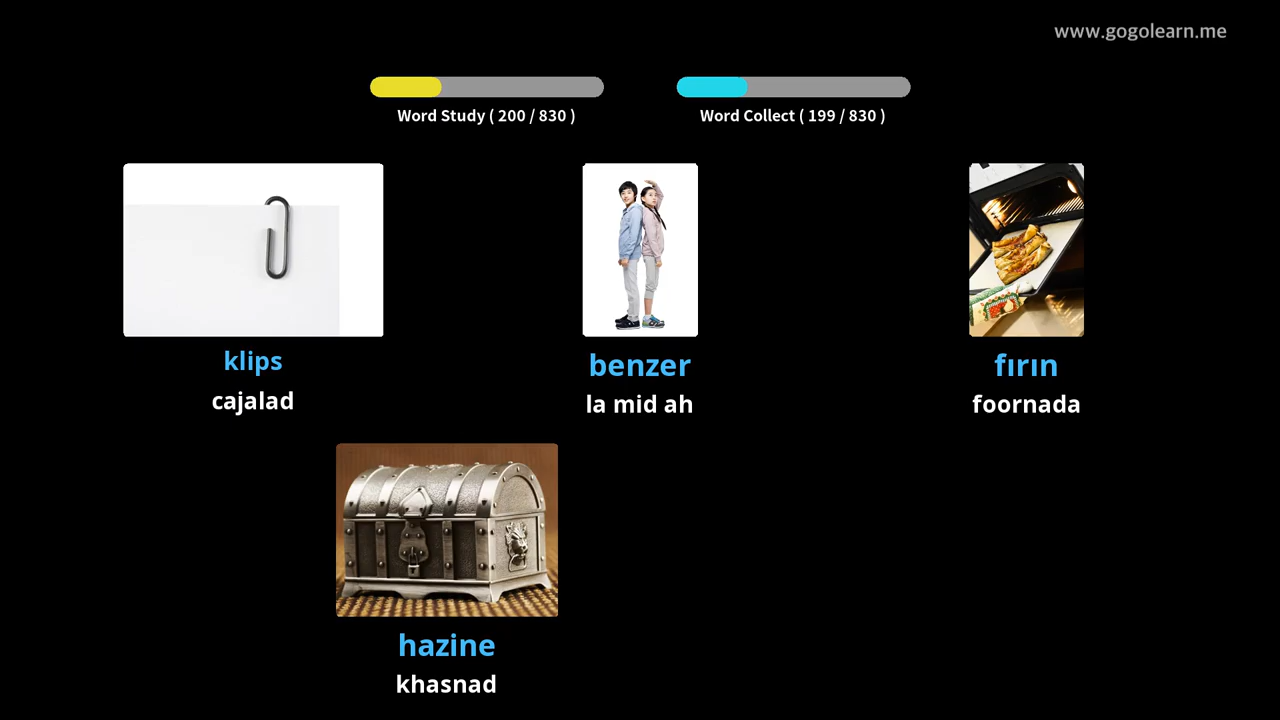 www.gogolearn.me
Word Study ( 200 / 830 )
Word Collect ( 199 / 830 )
klips
cajalad
benzer
la mid ah
fırın
foornada
hazine
khasnad